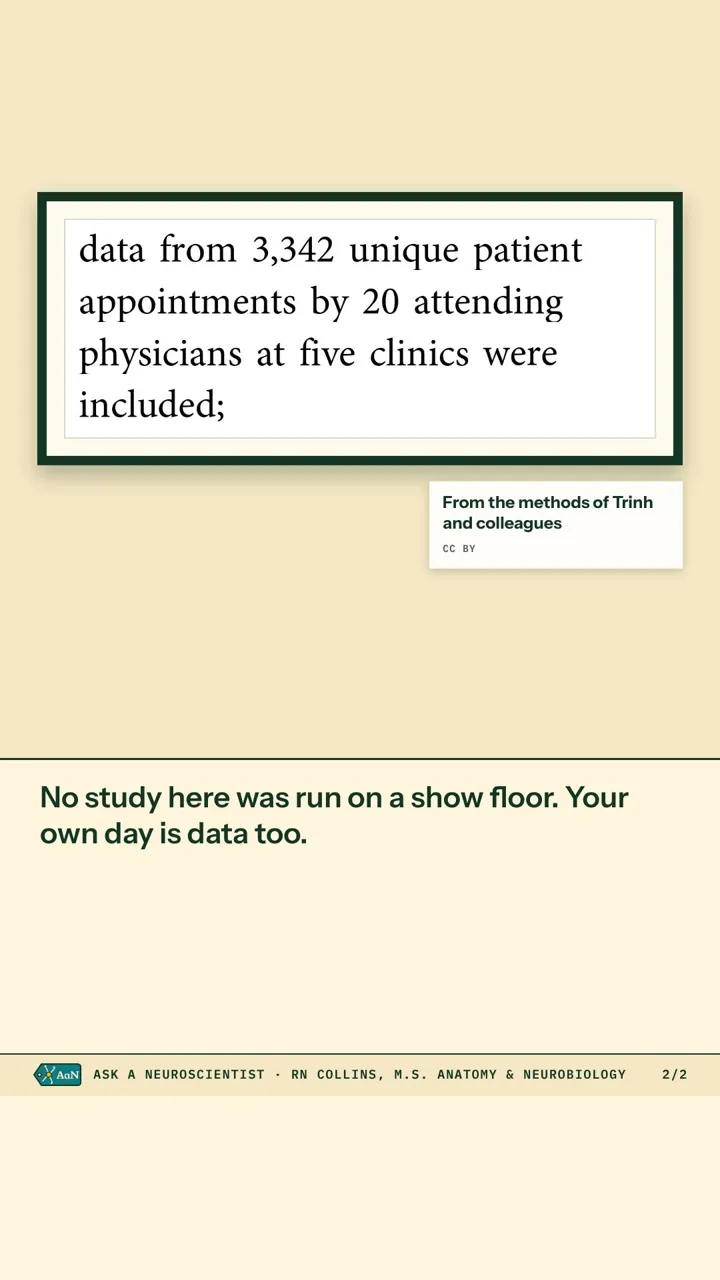 data from 3,342 unique patient
appointments by 20 attending
physicians at five clinics were
included;
From the methods of Trinh
and colleagues
CC BY
No study here was run on a show floor. Your
own day is data too.
AaN
ASK A NEUROSCIENTIST · RN COLLINS, M.S. ANATOMY & NEUROBIOLOGY
2/2